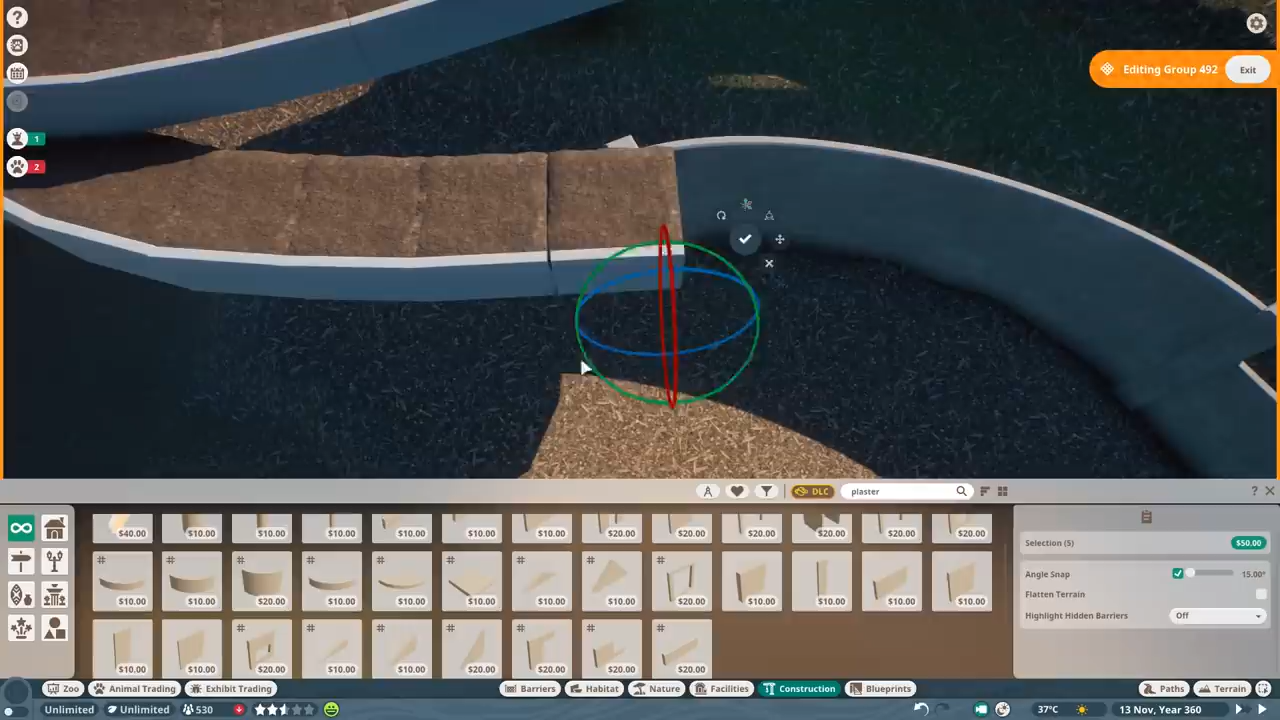 ?
Editing Group 492 Exit
1
2
DLC plaster ? ×
$40.00 $10.00 $10.00 $10.00 $10.00 $10.00 $10.00 $20.00 $20.00 $20.00 $20.00 $20.00 $20.00
$10.00 $10.00 $20.00 $10.00 $10.00 $10.00 $10.00 $10.00 $20.00 $10.00 $10.00 $10.00 $10.00
$10.00 $10.00 $20.00 $10.00 $10.00 $20.00 $20.00 $20.00 $20.00
Selection (5) $50.00
Angle Snap 15.00°
Flatten Terrain
Highlight Hidden Barriers Off
Zoo Animal Trading Exhibit Trading Barriers Habitat Nature Facilities Construction Blueprints Paths Terrain
Unlimited Unlimited 530 37°C 13 Nov, Year 360